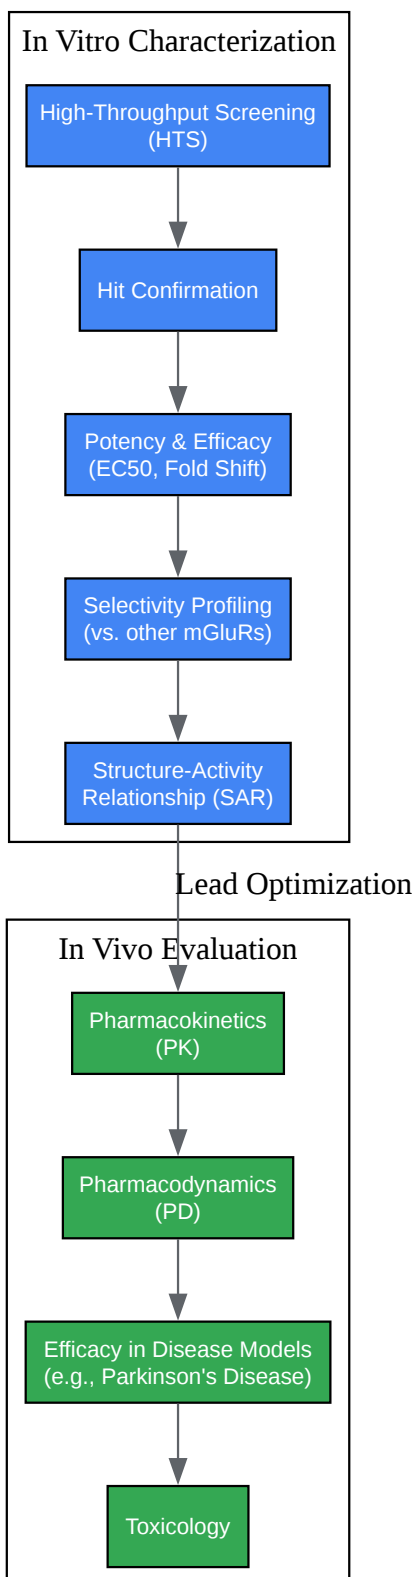 In Vitro Characterization
High-Throughput Screening
(HTS)
Hit Confirmation
Potency & Efficacy
(EC50, Fold Shift)
Selectivity Profiling
(vs. other mGluRs)
Structure-Activity
Relationship (SAR)
Lead Optimization
In Vivo Evaluation
Pharmacokinetics
(PK)
Pharmacodynamics
(PD)
Efficacy in Disease Models
(e.g., Parkinson's Disease)
Toxicology